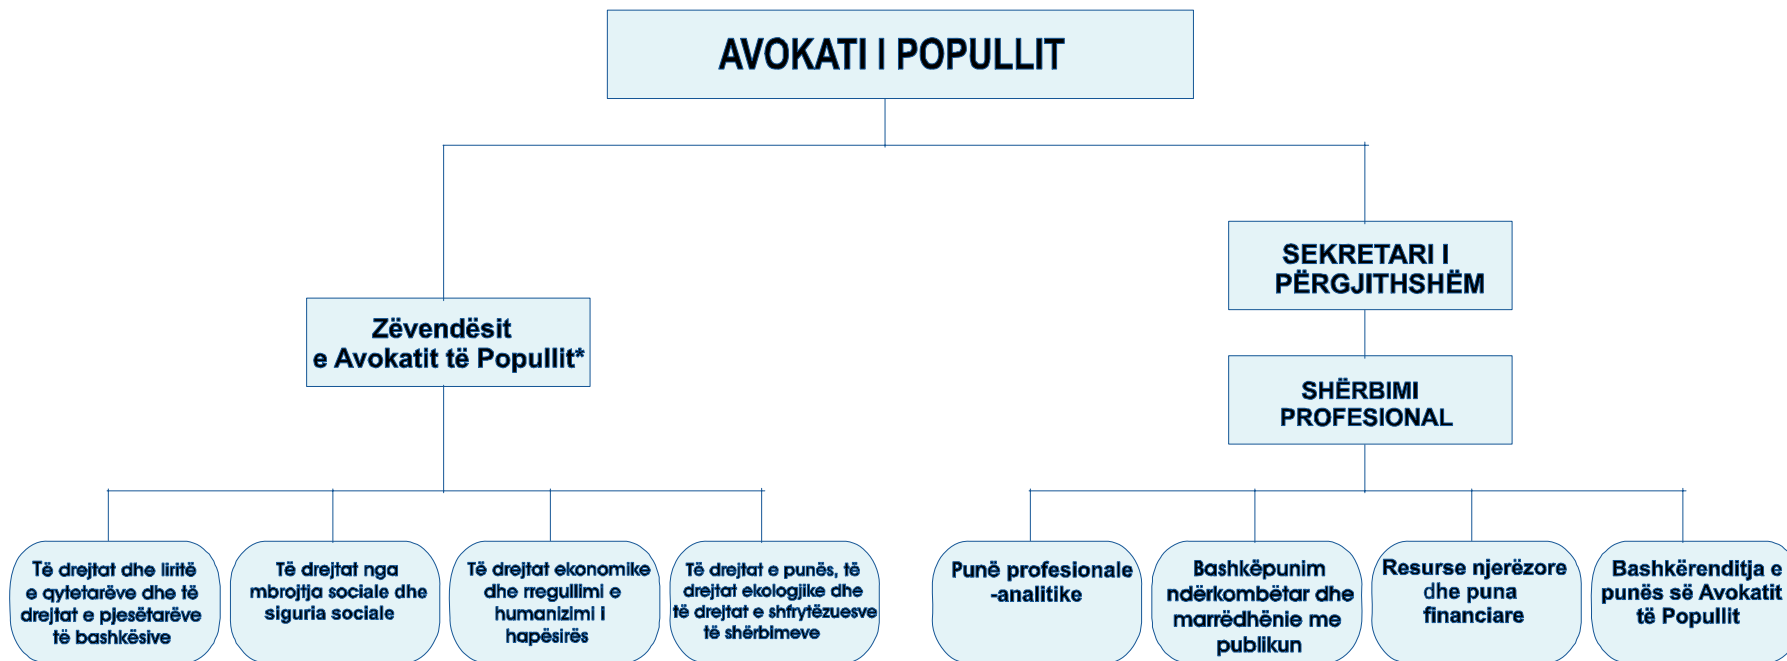 AVOKATI I POPULLIT
SEKRETARI I
PËRGJITHSHËM
Zëvendësit
e Avokatit të Popullit*
SHËRBIMI
PROFESIONAL
Të drejtat dhe liritë
e qytetarëve dhe të
drejtat e pjesëtarëve
të bashkësive
Të drejtat nga
mbrojtja sociale dhe
siguria sociale
Të drejtat ekonomike
dhe rregullimi e
humanizimi i
hapësirës
Të drejtat e punës, të
drejtat ekologjike dhe
të drejtat e shfrytëzuesve
të shërbimeve
Punë profesionale
-analitike
Bashkëpunim
ndërkombëtar dhe
marrëdhënie me
publikun
Resurse njerëzore
dhe puna
financiare
Bashkërenditja e
punës së Avokatit
të Popullit